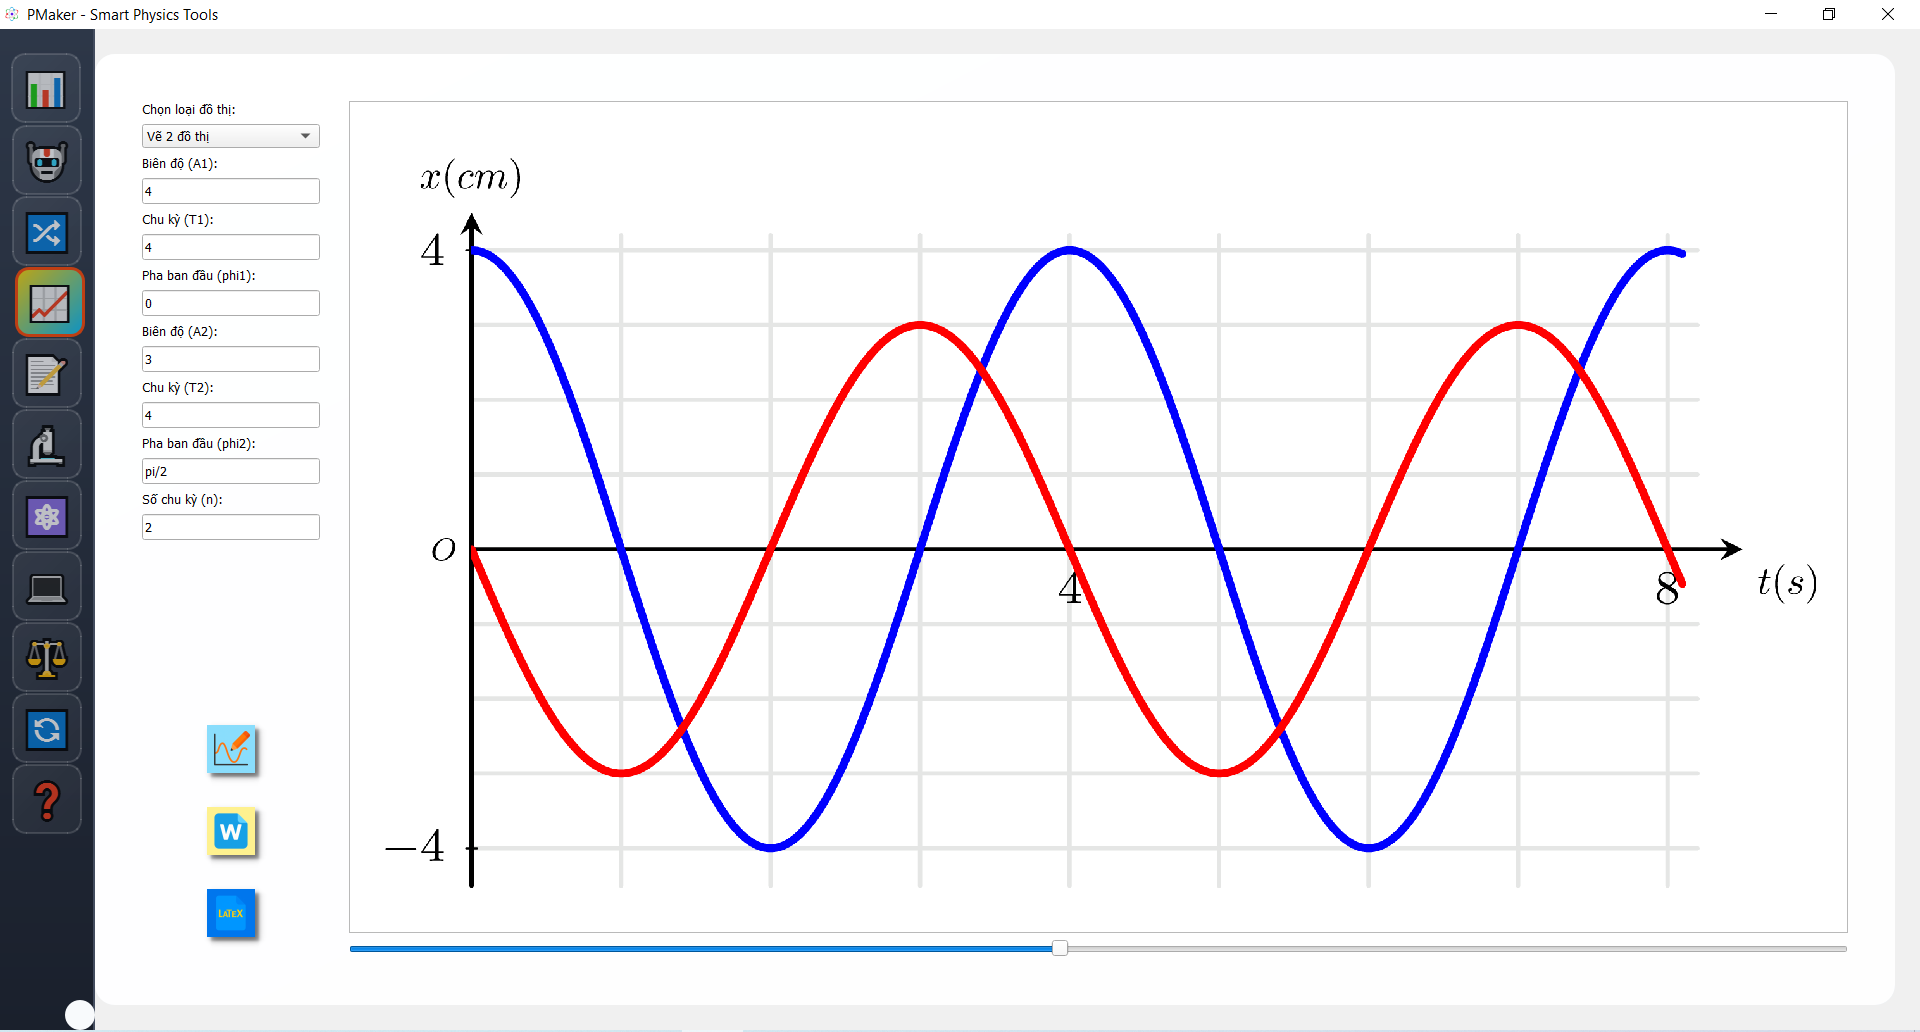 PMaker - Smart Physics Tools
Chọn loại đồ thị:
Vẽ 2 đồ thị
Biên độ (A1):
4
Chu kỳ (T1):
4
Pha ban đầu (phi1):
0
Biên độ (A2):
3
Chu kỳ (T2):
4
Pha ban đầu (phi2):
pi/2
Số chu kỳ (n):
2
W
LATEX
x(cm)
4
O
4
8
t(s)
−4